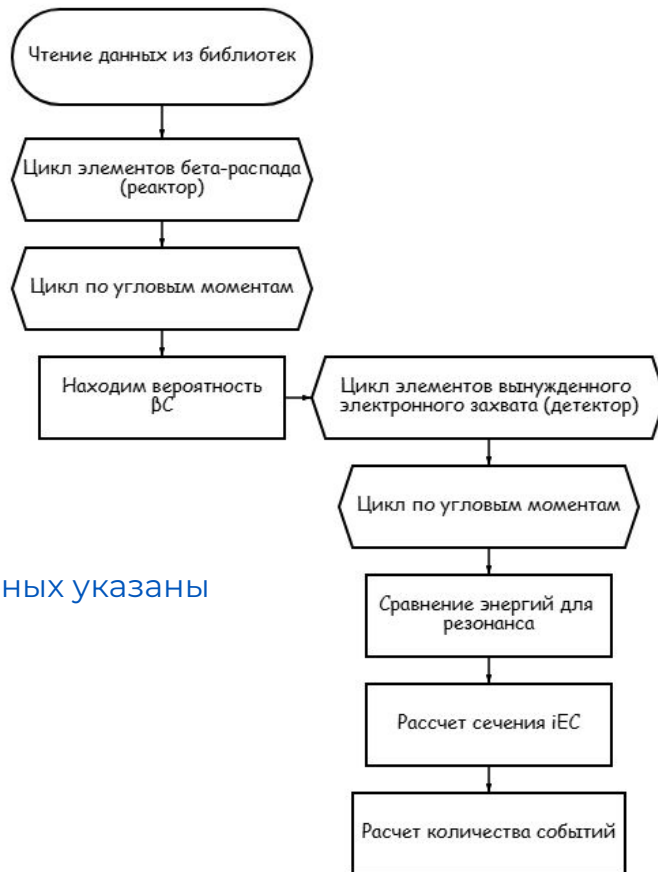 Чтение данных из библиотек
Цикл элементов бета-распада
(реактор)
Цикл по угловым моментам
Находим вероятность
βC
Цикл элементов вынужденного
электронного захвата (детектор)
Цикл по угловым моментам
ных указаны
Сравнение энергий для
резонанса
Рассчет сечения iEC
Расчет количества событий